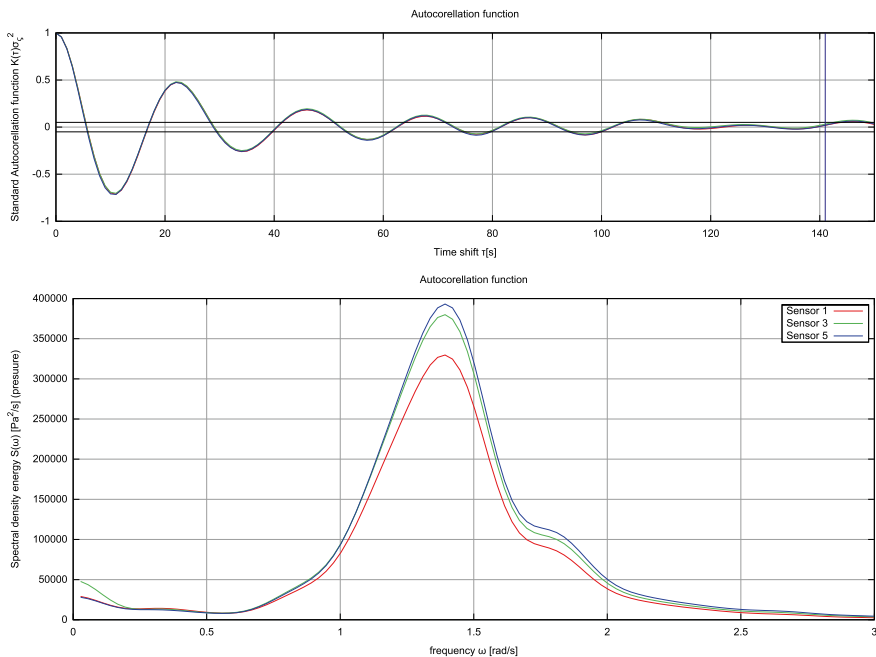 Autocorellation function
Standard Autocorellation function K(τ)σς²
1
0.5
0
-0.5
-1
0 20 40 60 80 100 120 140
Time shift τ[s]
Autocorellation function
Spectral density energy S(ω) [Pa²/s] (presuure)
400000
350000
300000
250000
200000
150000
100000
50000
0
Sensor 1
Sensor 3
Sensor 5
0 0.5 1 1.5 2 2.5 3
frequency ω [rad/s]